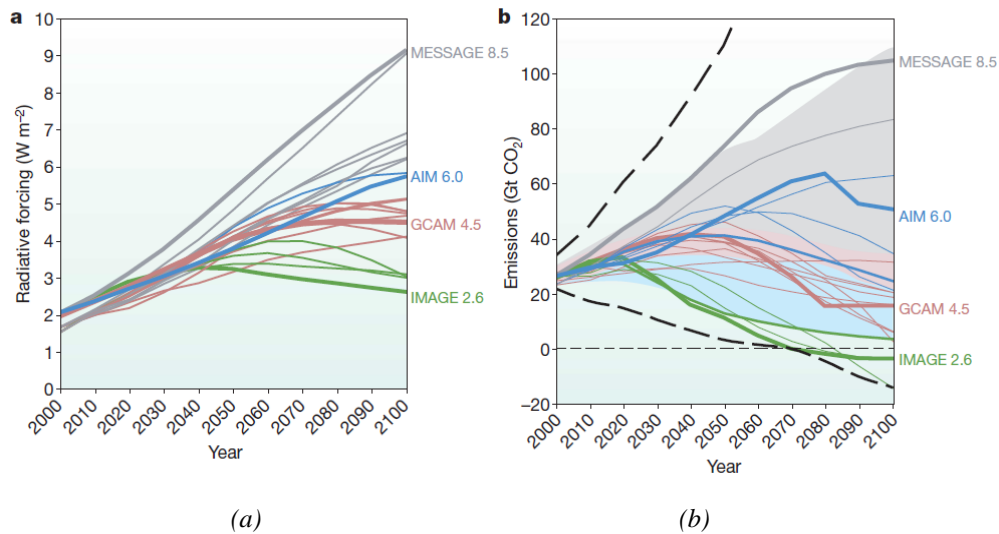 a
10
9
8
7
6
5
4
3
2
1
0
Radiative forcing (W m⁻²)
MESSAGE 8.5
AIM 6.0
GCAM 4.5
IMAGE 2.6
2000 2010 2020 2030 2040 2050 2060 2070 2080 2090 2100
Year
(a)
b
120
100
80
60
40
20
0
−20
Emissions (Gt CO₂)
MESSAGE 8.5
AIM 6.0
GCAM 4.5
IMAGE 2.6
2000 2010 2020 2030 2040 2050 2060 2070 2080 2090 2100
Year
(b)